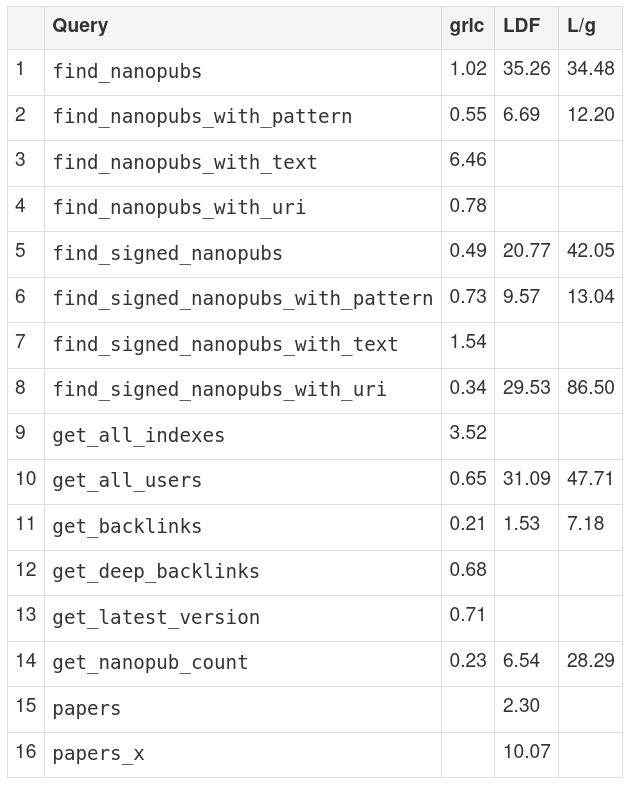 Query grlc LDF L/g
1 find_nanopubs 1.02 35.26 34.48
2 find_nanopubs_with_pattern 0.55 6.69 12.20
3 find_nanopubs_with_text 6.46
4 find_nanopubs_with_uri 0.78
5 find_signed_nanopubs 0.49 20.77 42.05
6 find_signed_nanopubs_with_pattern 0.73 9.57 13.04
7 find_signed_nanopubs_with_text 1.54
8 find_signed_nanopubs_with_uri 0.34 29.53 86.50
9 get_all_indexes 3.52
10 get_all_users 0.65 31.09 47.71
11 get_backlinks 0.21 1.53 7.18
12 get_deep_backlinks 0.68
13 get_latest_version 0.71
14 get_nanopub_count 0.23 6.54 28.29
15 papers 2.30
16 papers_x 10.07